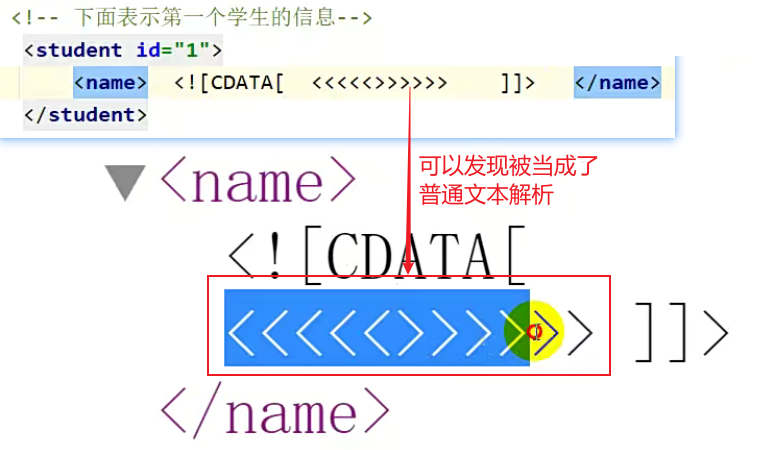 <!-- 下面表示第一个学生的信息-->
<student id="1">
<name> <![CDATA[ <<<<<>>>>>> ]]> </name>
</student>
可以发现被当成了
普通文本解析
<name>
<![CDATA[
<<<<<>>>>>> ]]>
</name>